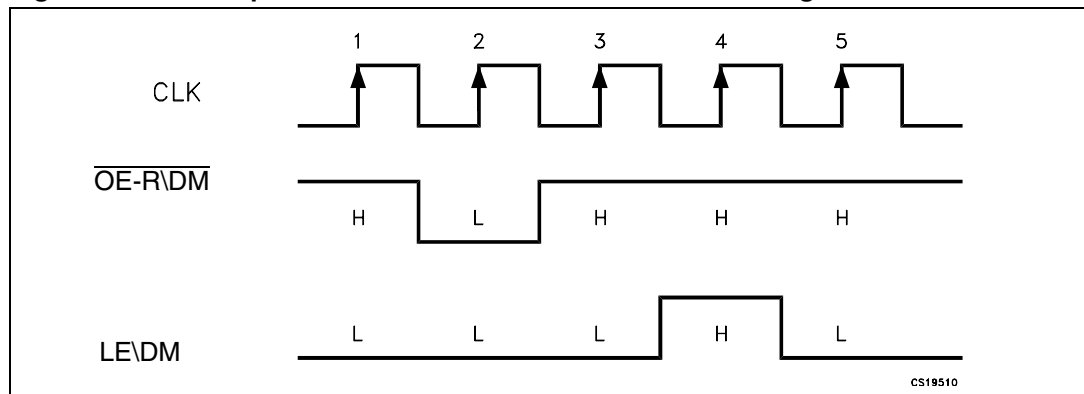 1 2 3 4 5
CLK
OE-R\DM
H L H H H
LE\DM
L L L H L
CS19510